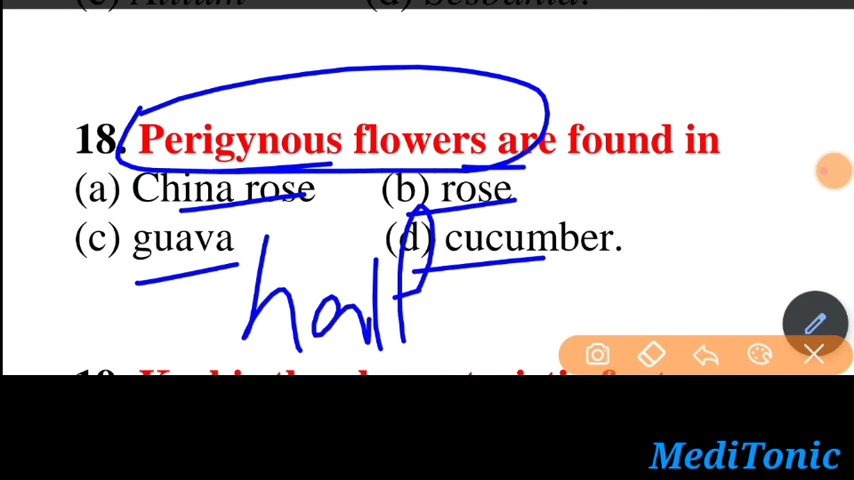 18. Perigynous flowers are found in
(a) China rose (b) rose
(c) guava (d) cucumber.
half
MediTonic